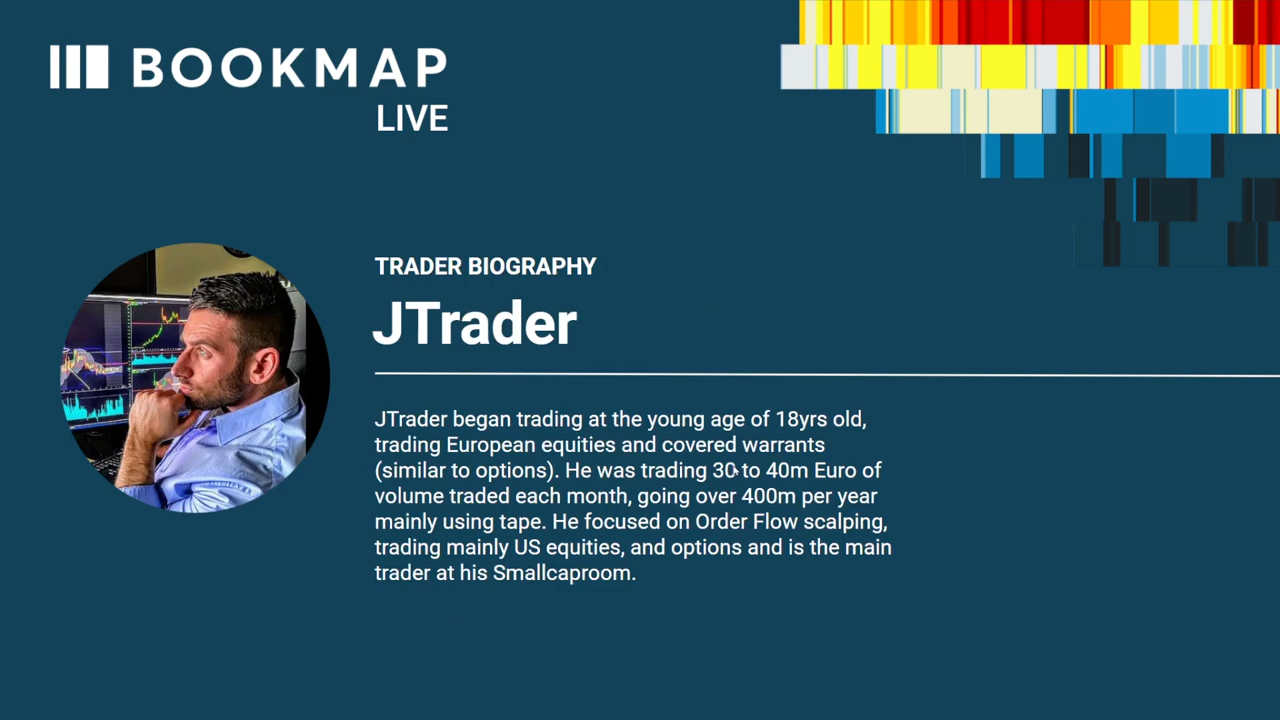 BOOKMAP
LIVE
TRADER BIOGRAPHY
JTrader
JTrader began trading at the young age of 18yrs old,
trading European equities and covered warrants
(similar to options). He was trading 30 to 40m Euro of
volume traded each month, going over 400m per year
mainly using tape. He focused on Order Flow scalping,
trading mainly US equities, and options and is the main
trader at his Smallcaproom.